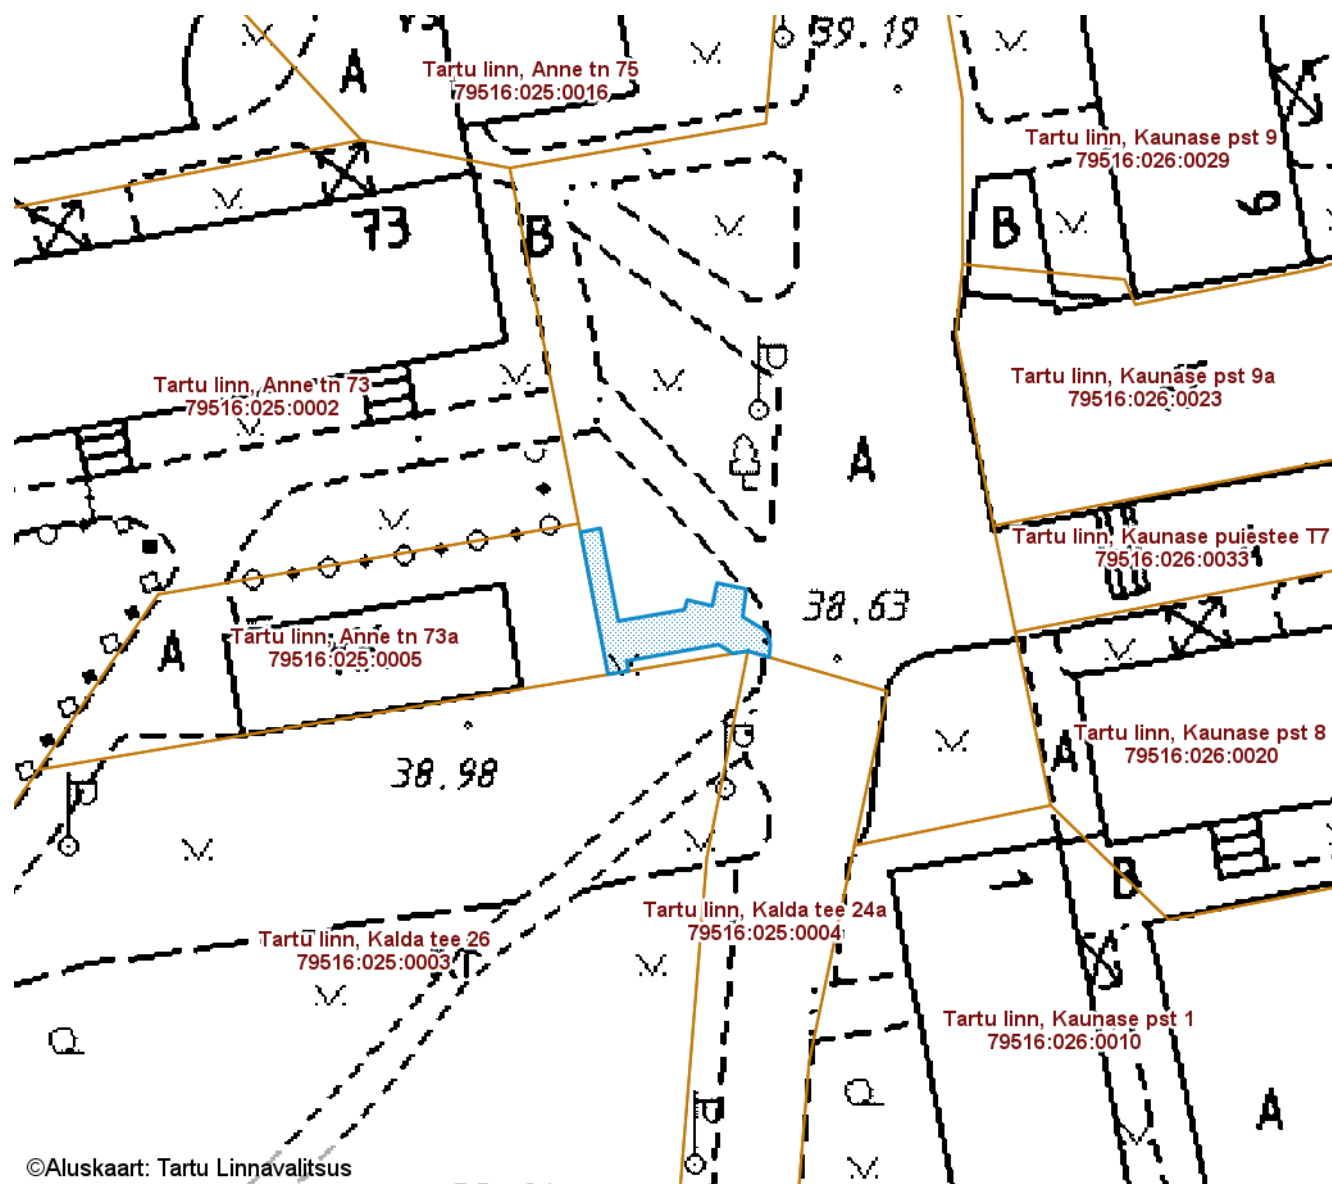 39.19
A
Tartu linn, Anne tn 75
79516:025:0016
Tartu linn, Kaunase pst 9
79516:026:0029
9
73
B
B
Tartu linn, Anne tn 73
79516:025:0002
Tartu linn, Kaunase pst 9a
79516:026:0023
A
Tartu linn, Kaunase puiestee T7
79516:026:0033
38.63
A
Tartu linn, Anne tn 73a
79516:025:0005
Tartu linn, Kaunase pst 8
79516:026:0020
A
38.98
B
1
Tartu linn, Kalda tee 24a
79516:025:0004
Tartu linn, Kalda tee 26
79516:025:0003
Tartu linn, Kaunase pst 1
79516:026:0010
A
©Aluskaart: Tartu Linnavalitsus